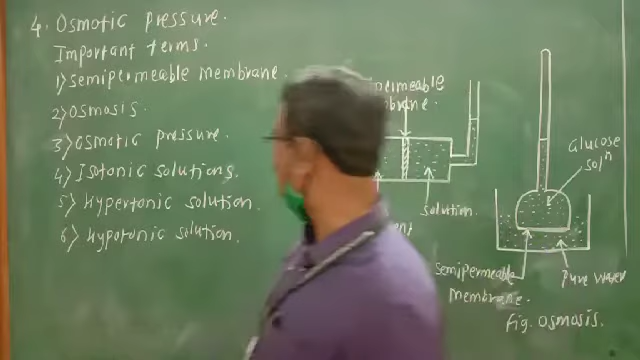 4. Osmotic pressure.
Important terms.
1) Semipermeable membrane.
2) Osmosis.
3) Osmotic pressure.
4) Isotonic solutions.
5) Hypertonic solution.
6) Hypotonic solution.
solution.
Glucose
solⁿ
Semipermeable
membrane.
Pure water
Fig. Osmosis.